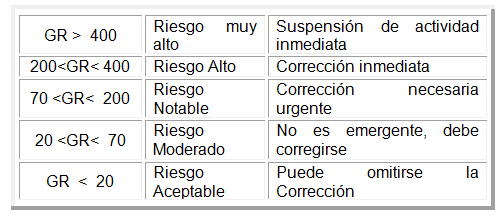 GR > 400
Riesgo muy
alto
Suspensión de actividad
inmediata
200<GR< 400
Riesgo Alto
Corrección inmediata
70 <GR< 200
Riesgo
Notable
Corrección necesaria
urgente
20 <GR< 70
Riesgo
Moderado
No es emergente, debe
corregirse
GR < 20
Riesgo
Aceptable
Puede omitirse la
Corrección